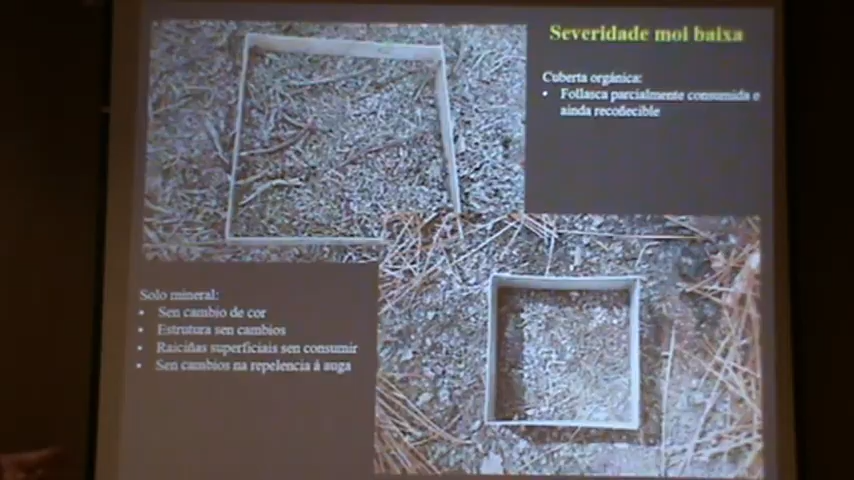 Severidade moi baixa
Cuberta orgánica:
• Follasca parcialmente consumida e
ainda recoñecible
Solo mineral:
• Sen cambio de cor
• Estrutura sen cambios
• Raiciñas superficiais sen consumir
• Sen cambios na repelencia á auga